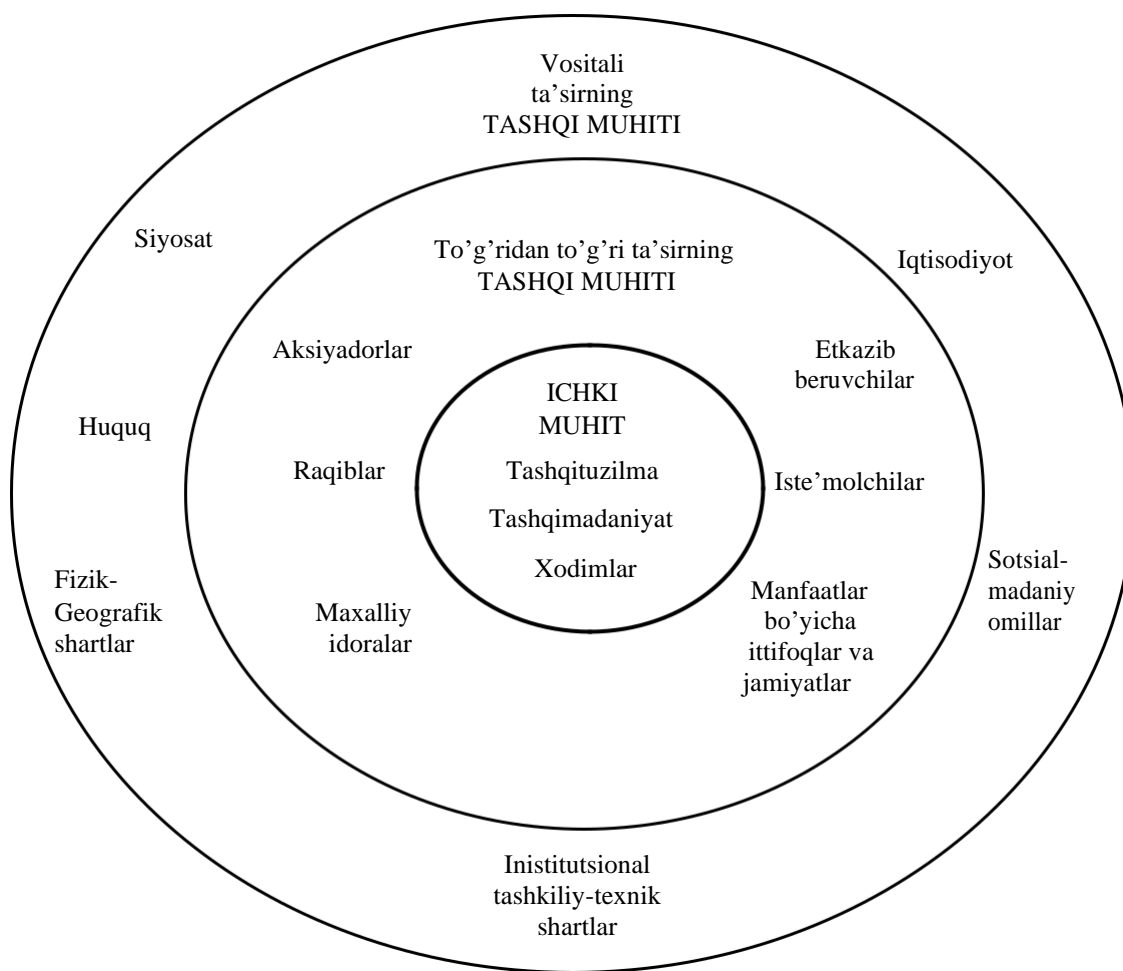 Vositali
ta’sirning
TASHQI MUHITI
Siyosat
To’g’ridan to’g’ri ta’sirning
TASHQI MUHITI
Iqtisodiyot
Aksiyadorlar
Etkazib
beruvchilar
ICHKI
MUHIT
Huquq
Raqiblar
Tashqituzilma
Iste’molchilar
Tashqimadaniyat
Xodimlar
Fizik-
Geografik
shartlar
Maxalliy
idoralar
Manfaatlar
bo’yicha
ittifoqlar va
jamiyatlar
Sotsial-
madaniy
omillar
Inistitutsional
tashkiliy-texnik
shartlar